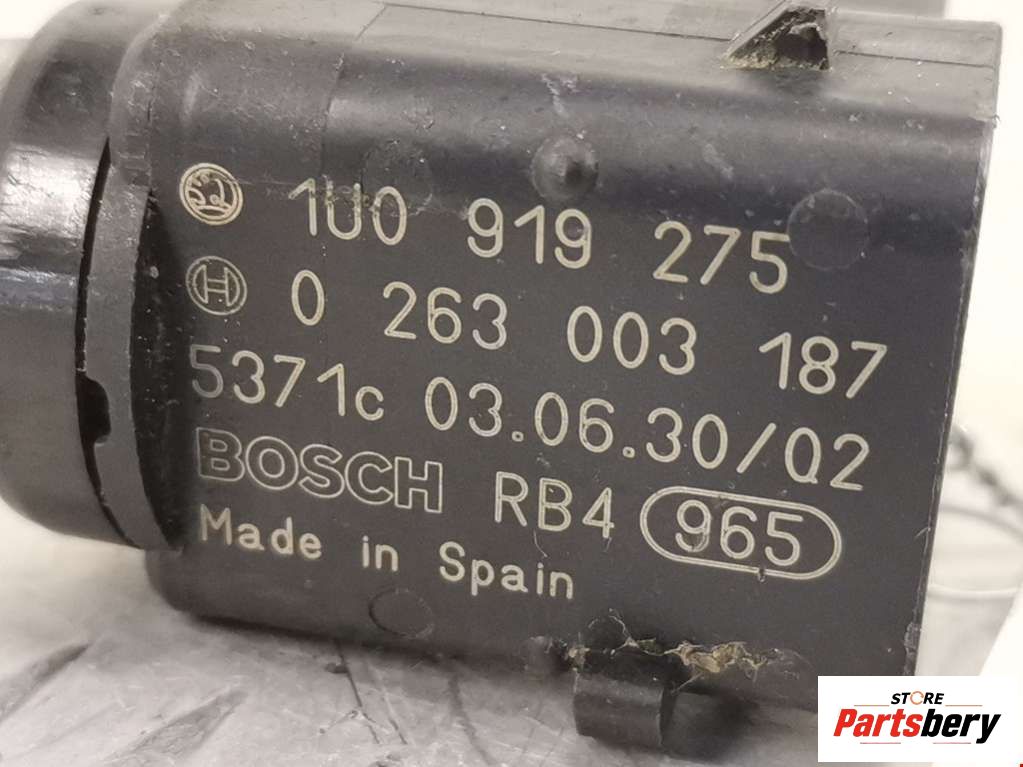 1U0 919 275
0 263 003 187
5371c 03.06.30/02
BOSCH RB4 965
Made in Spain
STORE
Partsbery